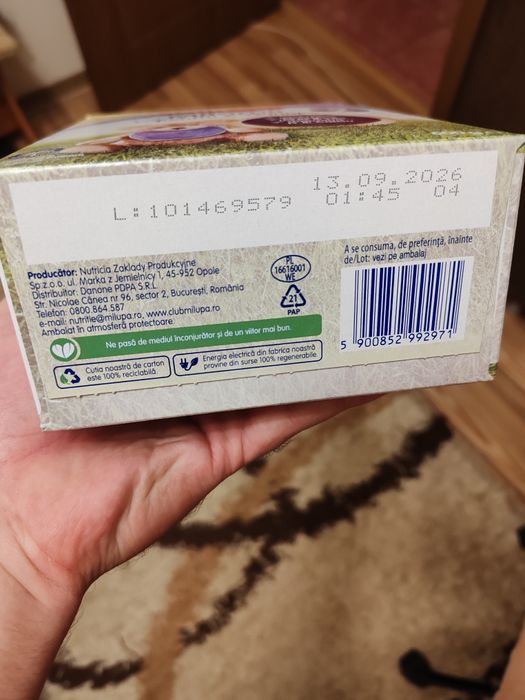 13.09.2026
L:101469579 01:45 04
Producător: Nutricia Zakłady Produkcyjne
Sp.z.o.o. ul. Marka z Jemielnicy 1, 45-952 Opole
Distribuitor: Danone PDPA S.R.L
Str. Nicolae Cânea nr 96, sector 2, București, România
Telefon: 0800.864.587
e-mail: nutritie@milupa.ro, www.clubmilupa.ro
Ambalat în atmosferă protectoare.
PL
16616001
WE
21
PAP
A se consuma, de preferință, înainte
de/Lot: vezi pe ambalaj
5 900852 992971
Ne pasă de mediul înconjurător și de un viitor mai bun.
Cutia noastră de carton
este 100% reciclabilă.
Energia electrică din fabrica noastră
provine din surse 100% regenerabile.